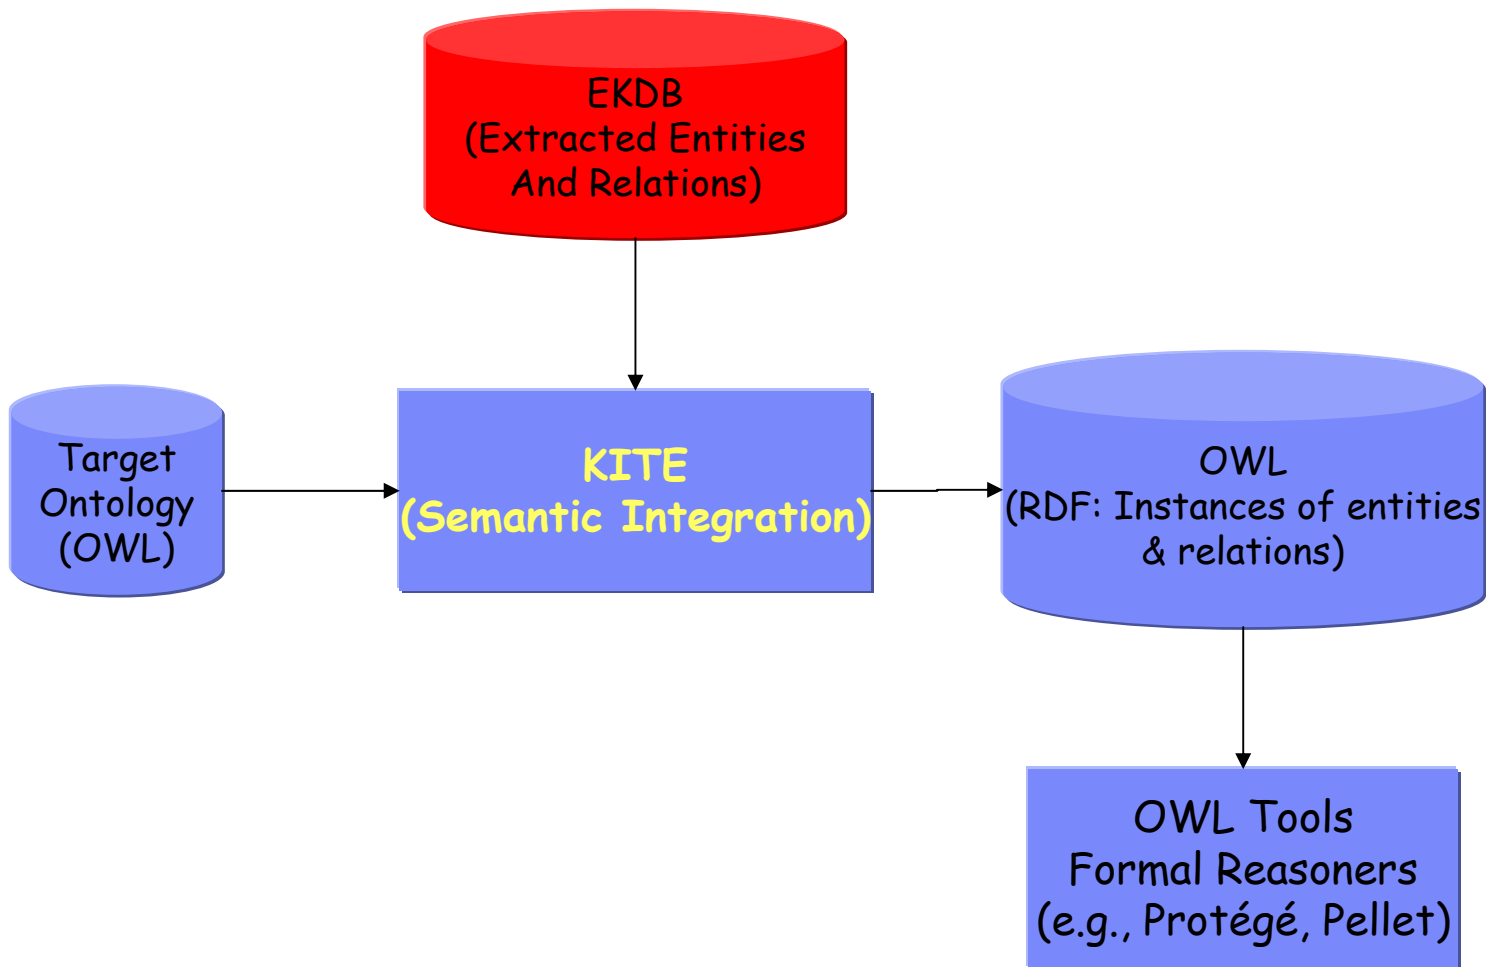 EKDB
(Extracted Entities
And Relations)
Target
Ontology
(OWL)
KITE
(Semantic Integration)
OWL
(RDF: Instances of entities
& relations)
OWL Tools
Formal Reasoners
(e.g., Protégé, Pellet)